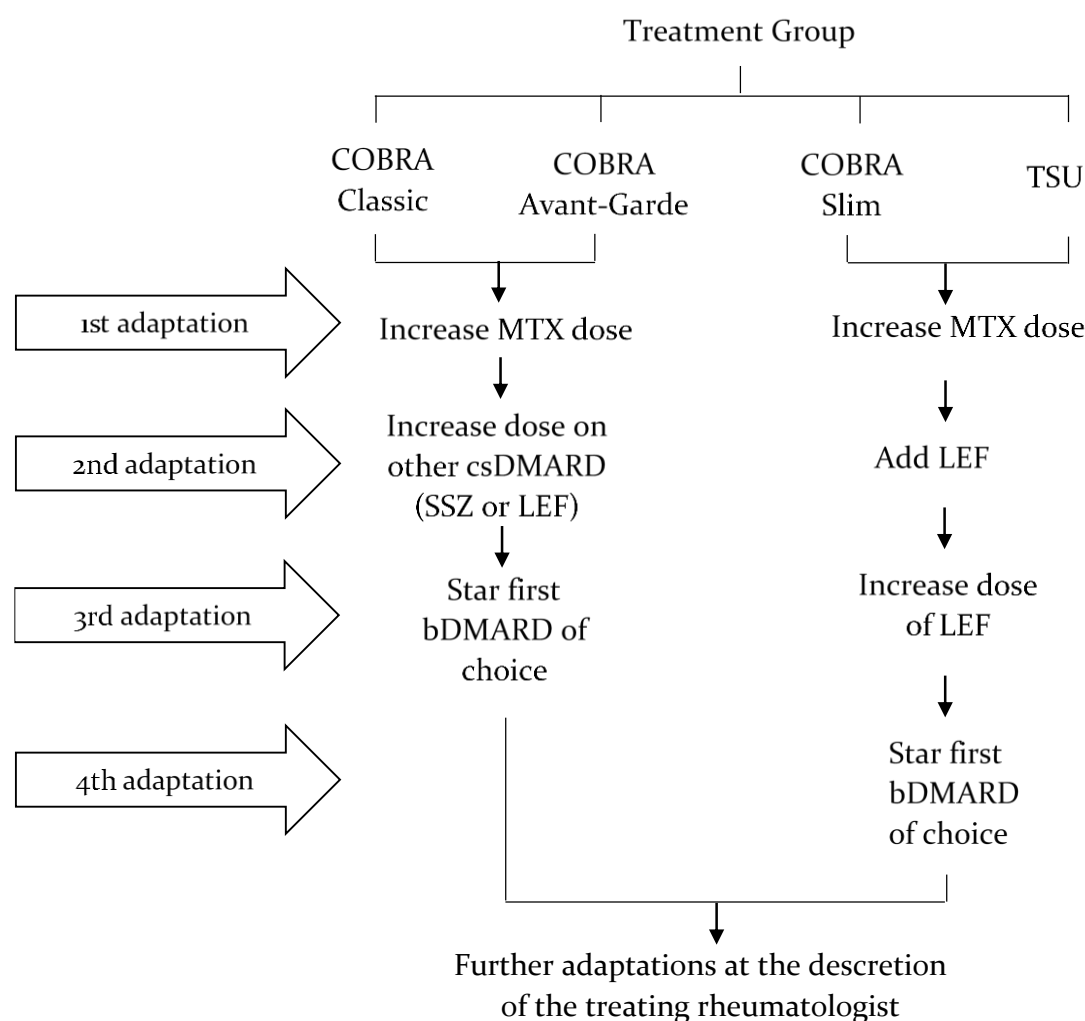 Treatment Group
COBRA
Classic
COBRA
Avant-Garde
COBRA
Slim
TSU
1st adaptation
Increase MTX dose
Increase MTX dose
2nd adaptation
Increase dose on
other csDMARD
(SSZ or LEF)
Add LEF
3rd adaptation
Star first
bDMARD of
choice
Increase dose
of LEF
4th adaptation
Star first
bDMARD
of choice
Further adaptations at the descretion
of the treating rheumatologist